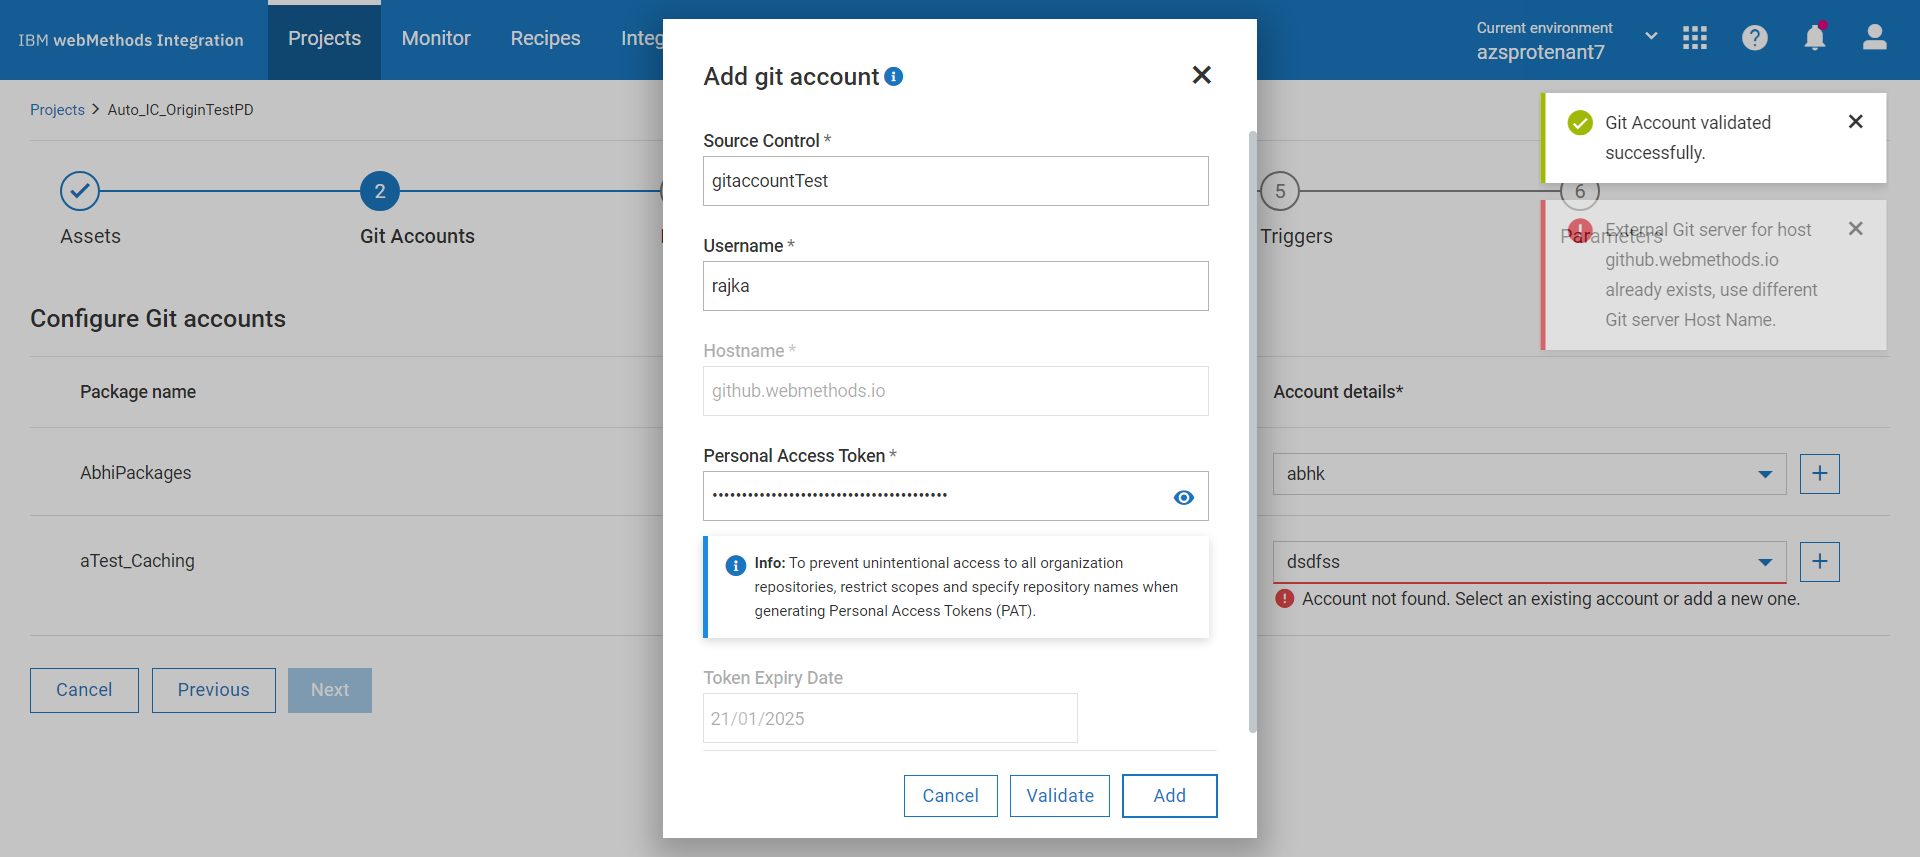 IBM webMethods Integration
Projects
Monitor
Recipes
Integ
Current environment
azsprotenant7
Projects > Auto_IC_OriginTestPD
2
5
6
Assets
Git Accounts
Triggers
Parameters
Configure Git accounts
Package name
Account details*
AbhiPackages
abhk
aTest_Caching
dsdfss
Account not found. Select an existing account or add a new one.
Cancel
Previous
Next
Add git account
Source Control *
gitaccountTest
Username *
rajka
Hostname *
github.webmethods.io
Personal Access Token *
••••••••••••••••••••••••••••••••••••••••
Info: To prevent unintentional access to all organization
repositories, restrict scopes and specify repository names when
generating Personal Access Tokens (PAT).
Token Expiry Date
21/01/2025
Cancel
Validate
Add
Git Account validated
successfully.
External Git server for host
github.webmethods.io
already exists, use different
Git server Host Name.